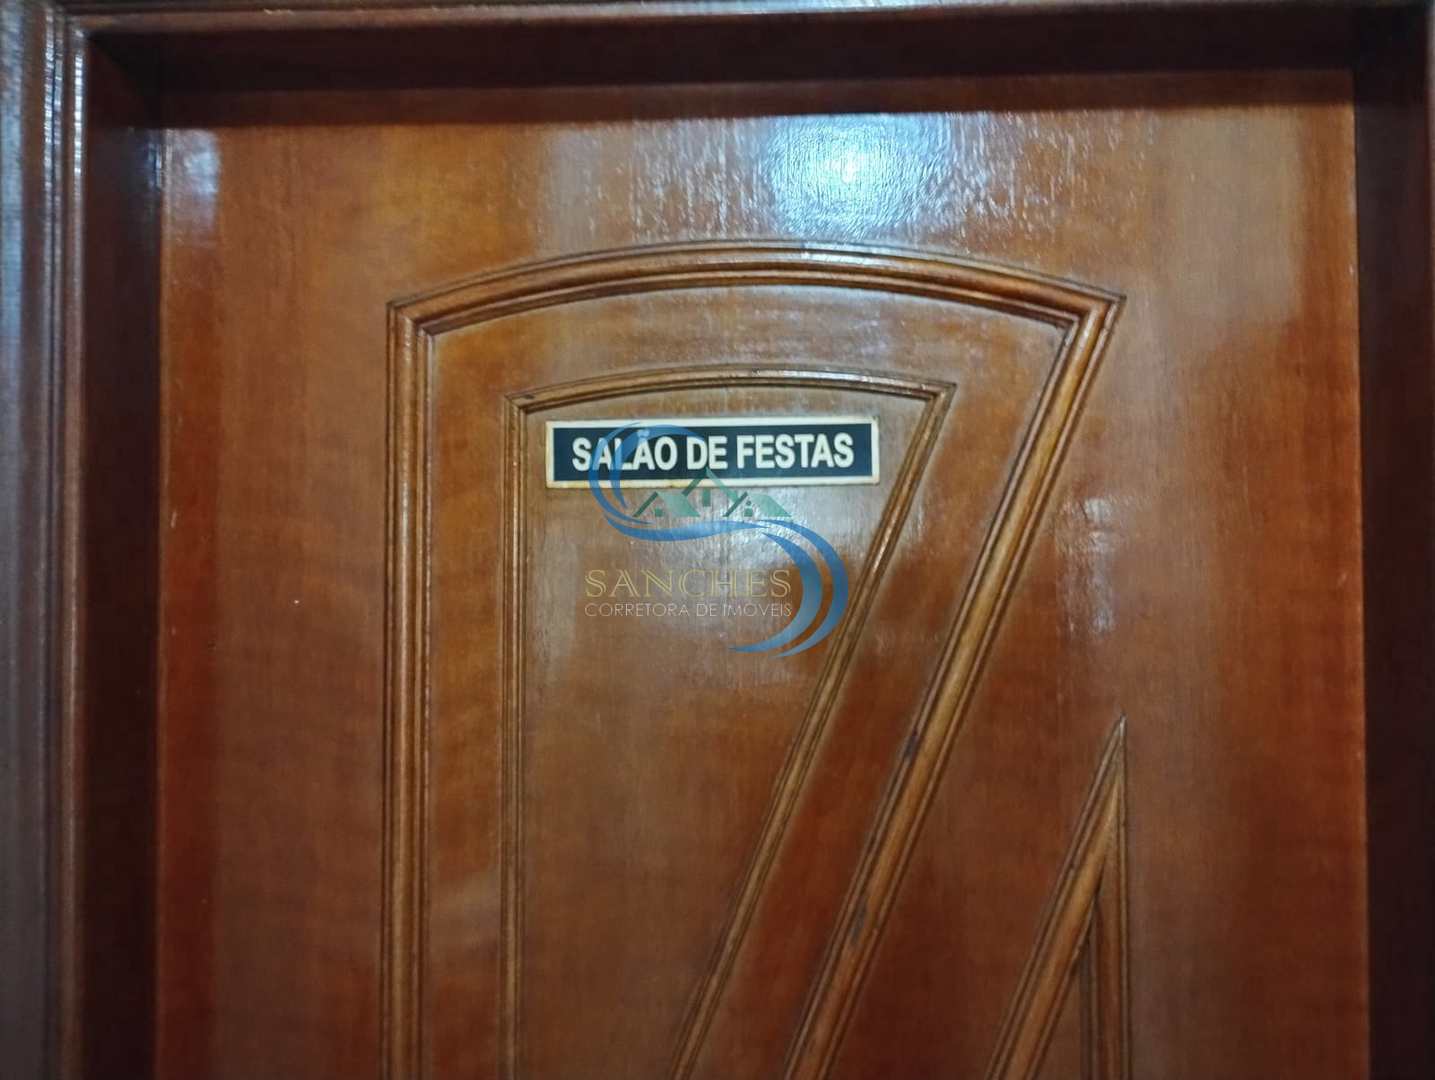 SALÃO DE FESTAS
SANCHES
CORRETORA DE IMÓVEIS